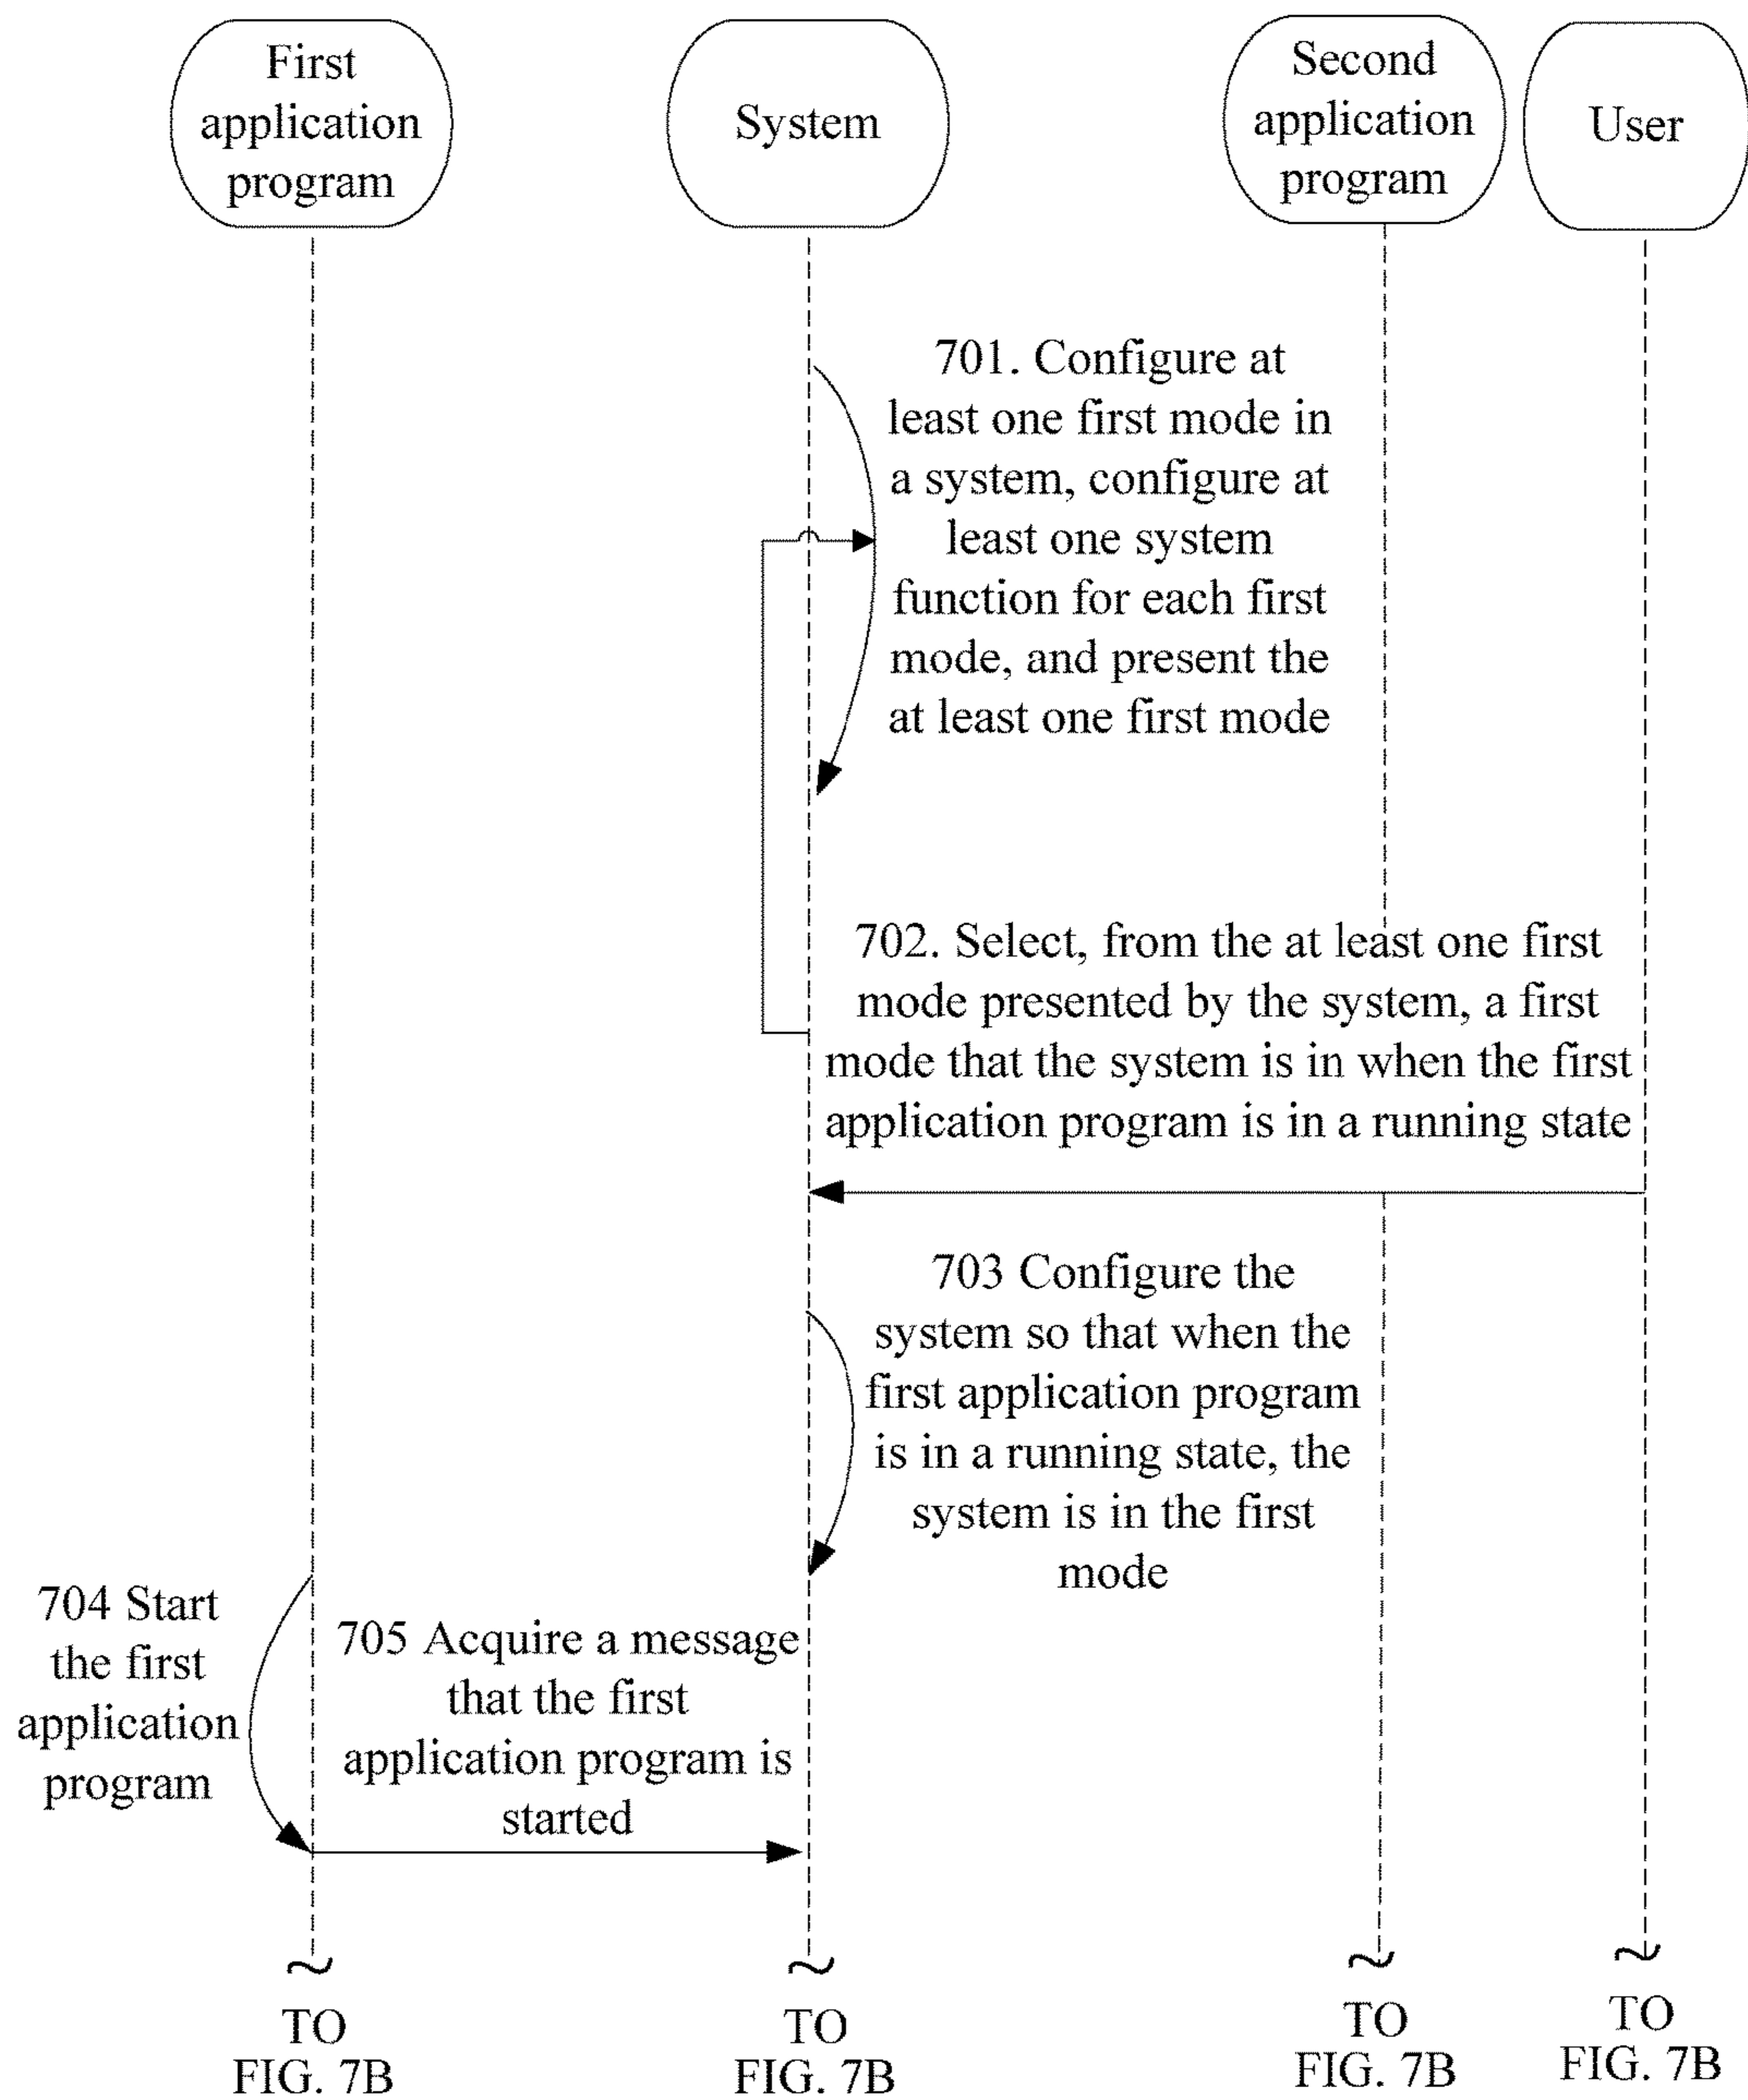 First
application
program
System
Second
application
program
User
701. Configure at
least one first mode in
a system, configure at
least one system
function for each first
mode, and present the
at least one first mode
702. Select, from the at least one first
mode presented by the system, a first
mode that the system is in when the first
application program is in a running state
703 Configure the
system so that when the
first application program
is in a running state, the
system is in the first
mode
704 Start
the first
application
program
705 Acquire a message
that the first
application program is
started
TO
FIG. 7B
TO
FIG. 7B
TO
FIG. 7B
TO
FIG. 7B